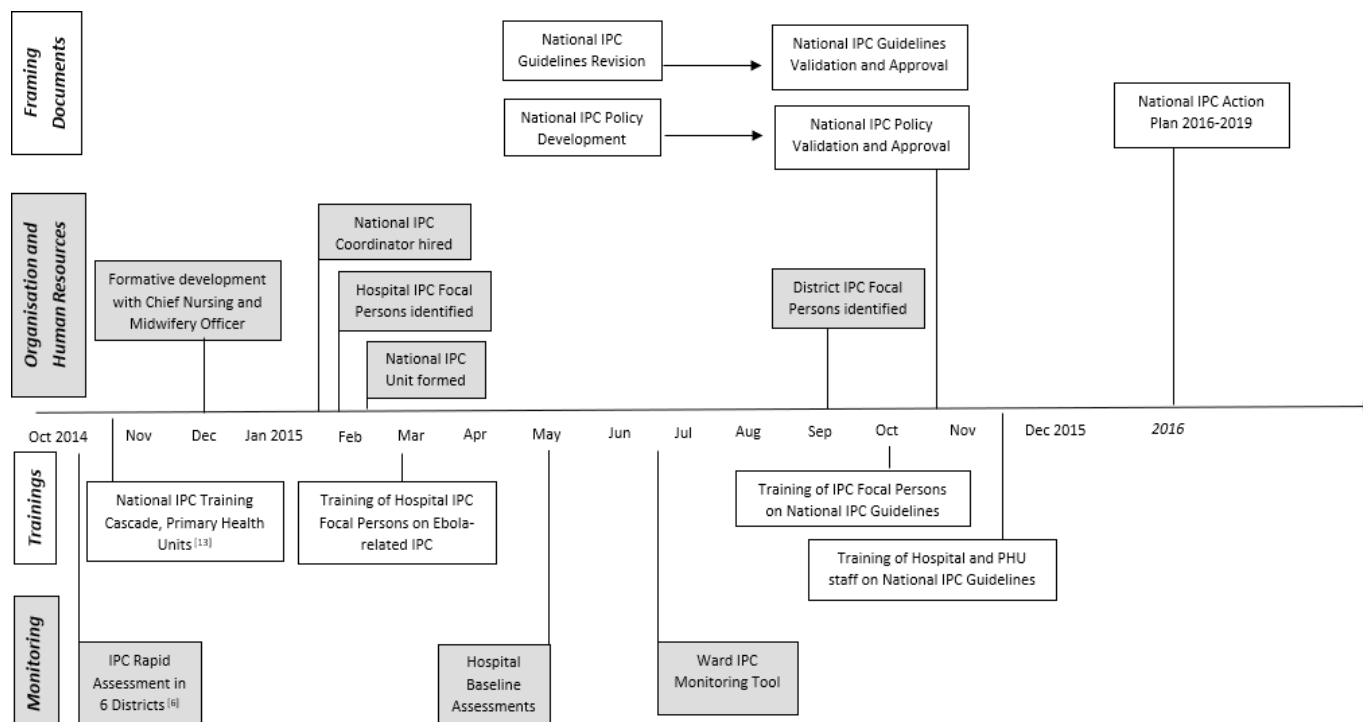 Framing
Documents
National IPC
Guidelines Revision
National IPC Guidelines
Validation and Approval
National IPC Policy
Development
National IPC Policy
Validation and Approval
National IPC Action
Plan 2016-2019
Organisation and
Human Resources
Formative development
with Chief Nursing and
Midwifery Officer
National IPC
Coordinator hired
Hospital IPC Focal
Persons identified
National IPC
Unit formed
District IPC Focal
Persons identified
Oct 2014 Nov Dec Jan 2015 Feb Mar Apr May Jun Jul Aug Sep Oct Nov Dec 2015 2016
Trainings
National IPC Training
Cascade, Primary Health
Units [13]
Training of Hospital IPC
Focal Persons on Ebola-
related IPC
Training of IPC Focal Persons
on National IPC Guidelines
Training of Hospital and PHU
staff on National IPC Guidelines
Monitoring
IPC Rapid
Assessment in
6 Districts [6]
Hospital
Baseline
Assessments
Ward IPC
Monitoring Tool